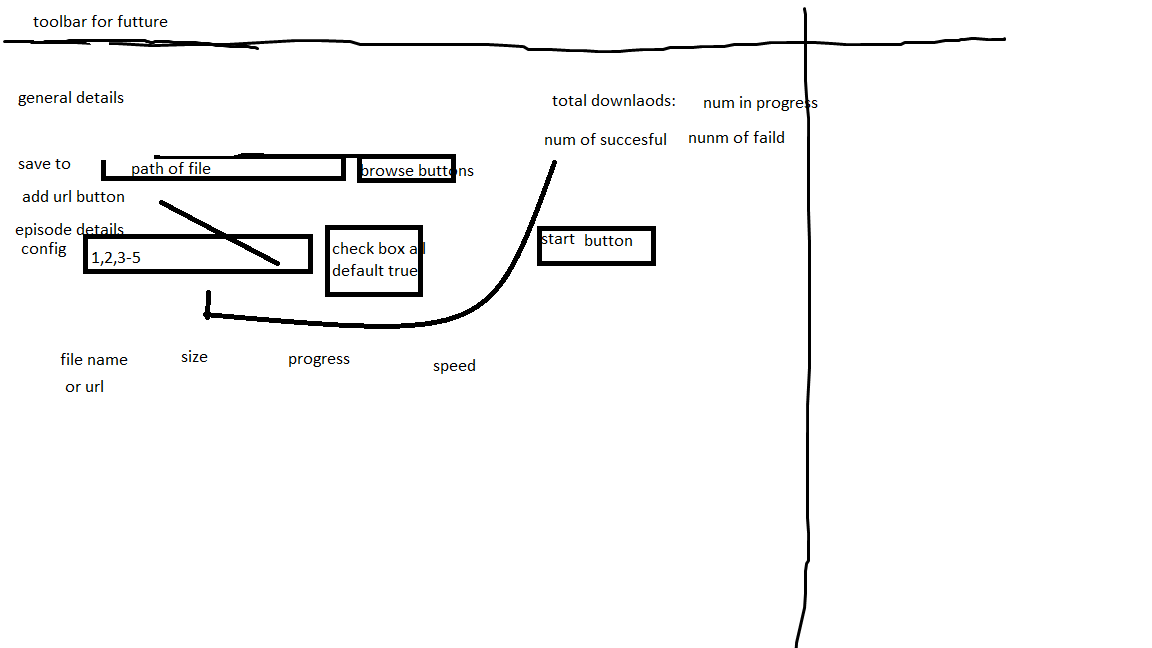 toolbar for futture
general details
total downlaods: num in progress
num of succesful nunm of faild
save to path of file browse buttons
add url button
episode details
config 1,2,3-5
check box all
default true
start button
file name size progress speed
or url